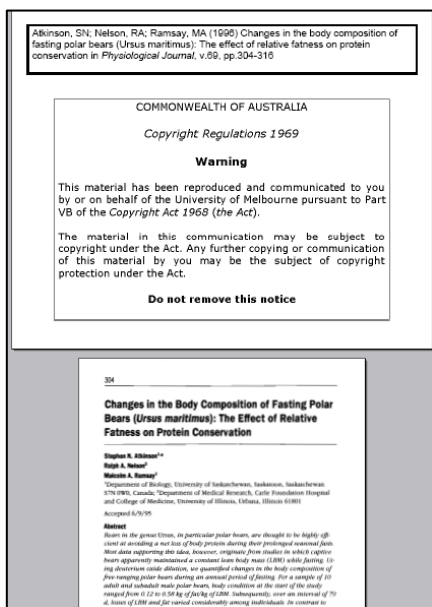 Atkinson, SN; Nelson, RA; Ramsay, MA (1996) Changes in the body composition of
fasting polar bears (Ursus maritimus): The effect of relative fatness on protein
conservation in Physiological Journal, v.69, pp.304-316
COMMONWEALTH OF AUSTRALIA
Copyright Regulations 1969
Warning
This material has been reproduced and communicated to you
by or on behalf of the University of Melbourne pursuant to Part
VB of the Copyright Act 1968 (the Act).
The material in this communication may be subject to
copyright under the Act. Any further copying or communication
of this material by you may be the subject of copyright
protection under the Act.
Do not remove this notice
304
Changes in the Body Composition of Fasting Polar
Bears (Ursus maritimus): The Effect of Relative
Fatness on Protein Conservation
Stephen N. Atkinson¹,*
Ralph A. Nelson²
Malcolm A. Ramsay¹
¹Department of Biology, University of Saskatchewan, Saskatoon, Saskatchewan
S7N 0W0, Canada; ²Department of Medical Research, Carle Foundation Hospital
and College of Medicine, University of Illinois, Urbana, Illinois 61801
Accepted 6/9/95
Abstract
Bears in the genus Ursus, in particular polar bears, are thought to be highly effi-
cient at avoiding a net loss of body protein during their prolonged seasonal fasts.
Most data supporting this idea, however, originate from studies in which captive
bears apparently maintained a constant lean body mass (LBM) while fasting. Us-
ing deuterium oxide dilution, we quantified changes in the body composition of
free-ranging polar bears during an annual period of fasting. For a sample of 10
adult and subadult male polar bears, body condition at the start of the study
ranged from 0.12 to 0.58 kg of fat/kg of LBM. Subsequently, over an interval of 79
d, losses of LBM and fat varied considerably among individuals. In contrast to